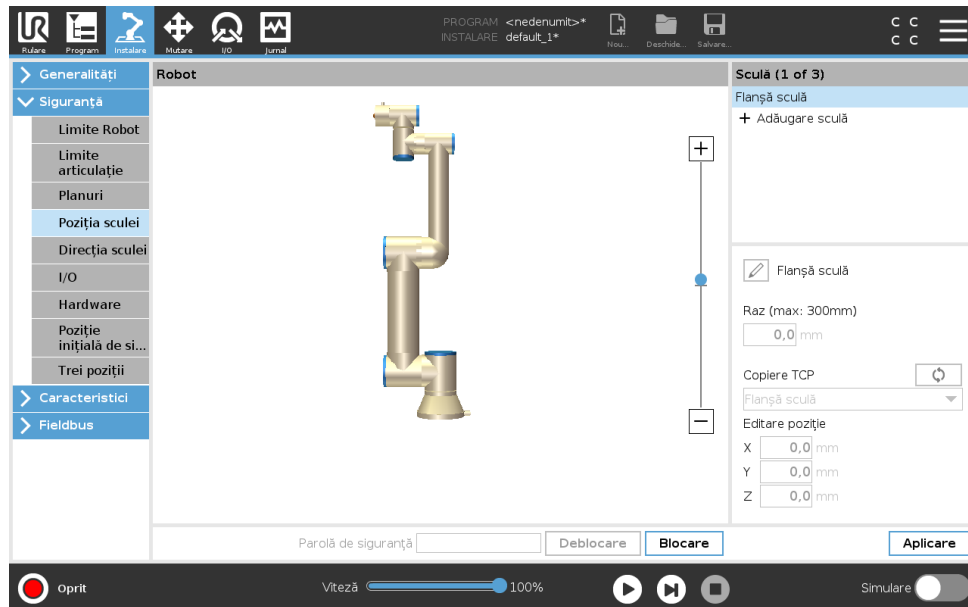 UR
PROGRAM <nedenumit>*
INSTALARE default_1*
Rulare Program Instalare Mutare I/O Jurnal
Nou... Deschide... Salvare...
C C
C C
Generalități
Robot
Sculă (1 of 3)
Siguranță
Flanșă sculă
+ Adăugare sculă
Limite Robot
Limite
articulație
Planuri
Poziția sculei
Direcția sculei
I/O
Hardware
Poziție
inițială de si...
Trei poziții
Caracteristici
Fieldbus
Flanșă sculă
Raz (max: 300mm)
0,0 mm
Copiere TCP
Flanșă sculă
Editare poziție
X 0,0 mm
Y 0,0 mm
Z 0,0 mm
Parolă de siguranță Deblocare Blocare Aplicare
Oprit Viteză 100% Simulare